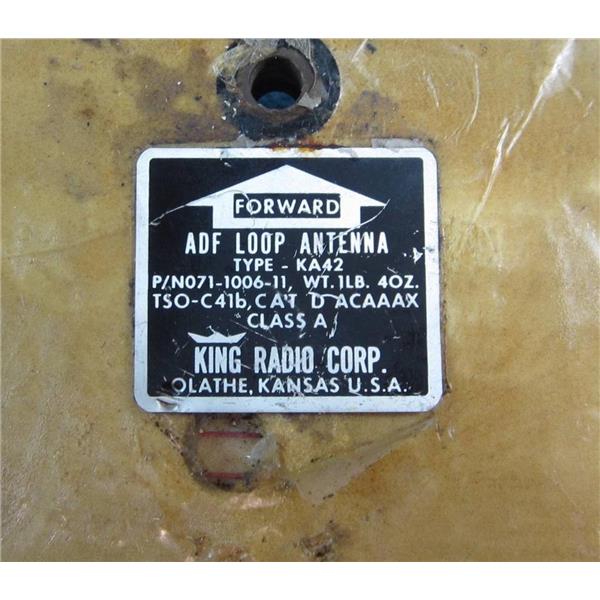 FORWARD
ADF LOOP ANTENNA
TYPE - KA42
P/N071-1006-11, WT. 1LB. 4OZ.
TSO-C41b, CAT D ACAAAX
CLASS A
KING RADIO CORP.
OLATHE, KANSAS U.S.A.